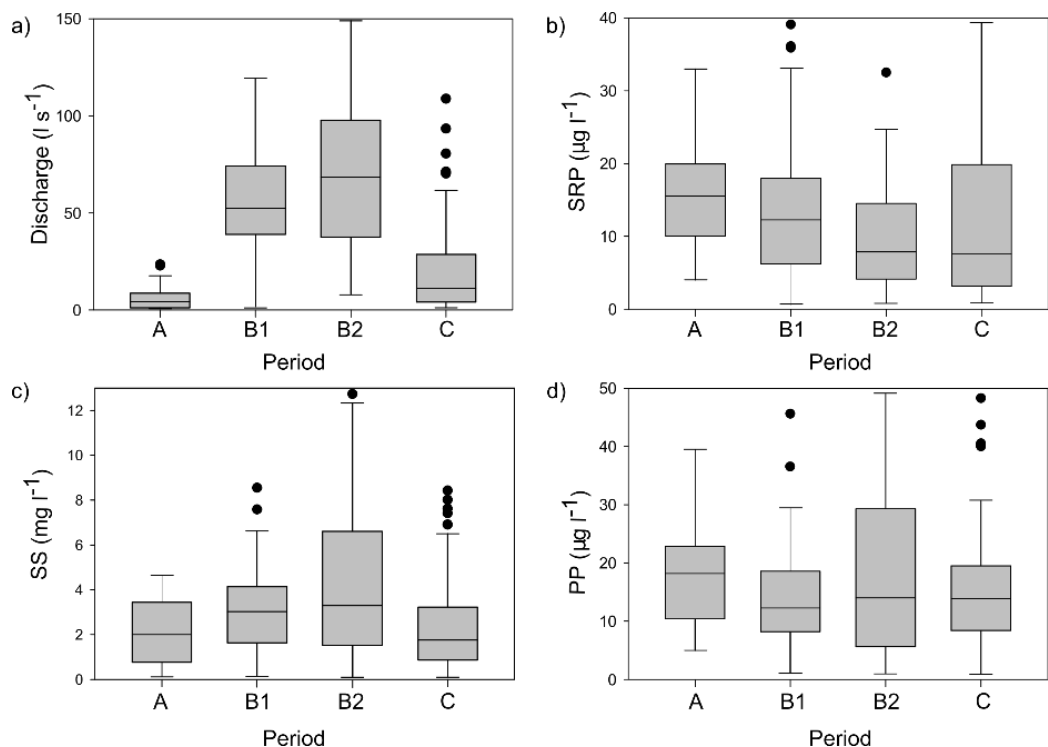 a)
150
100
50
0
Discharge (l s⁻¹)
A B1 B2 C
Period
b)
40
30
20
10
0
SRP (µg l⁻¹)
A B1 B2 C
Period
c)
12
10
8
6
4
2
0
SS (mg l⁻¹)
A B1 B2 C
Period
d)
50
40
30
20
10
0
PP (µg l⁻¹)
A B1 B2 C
Period